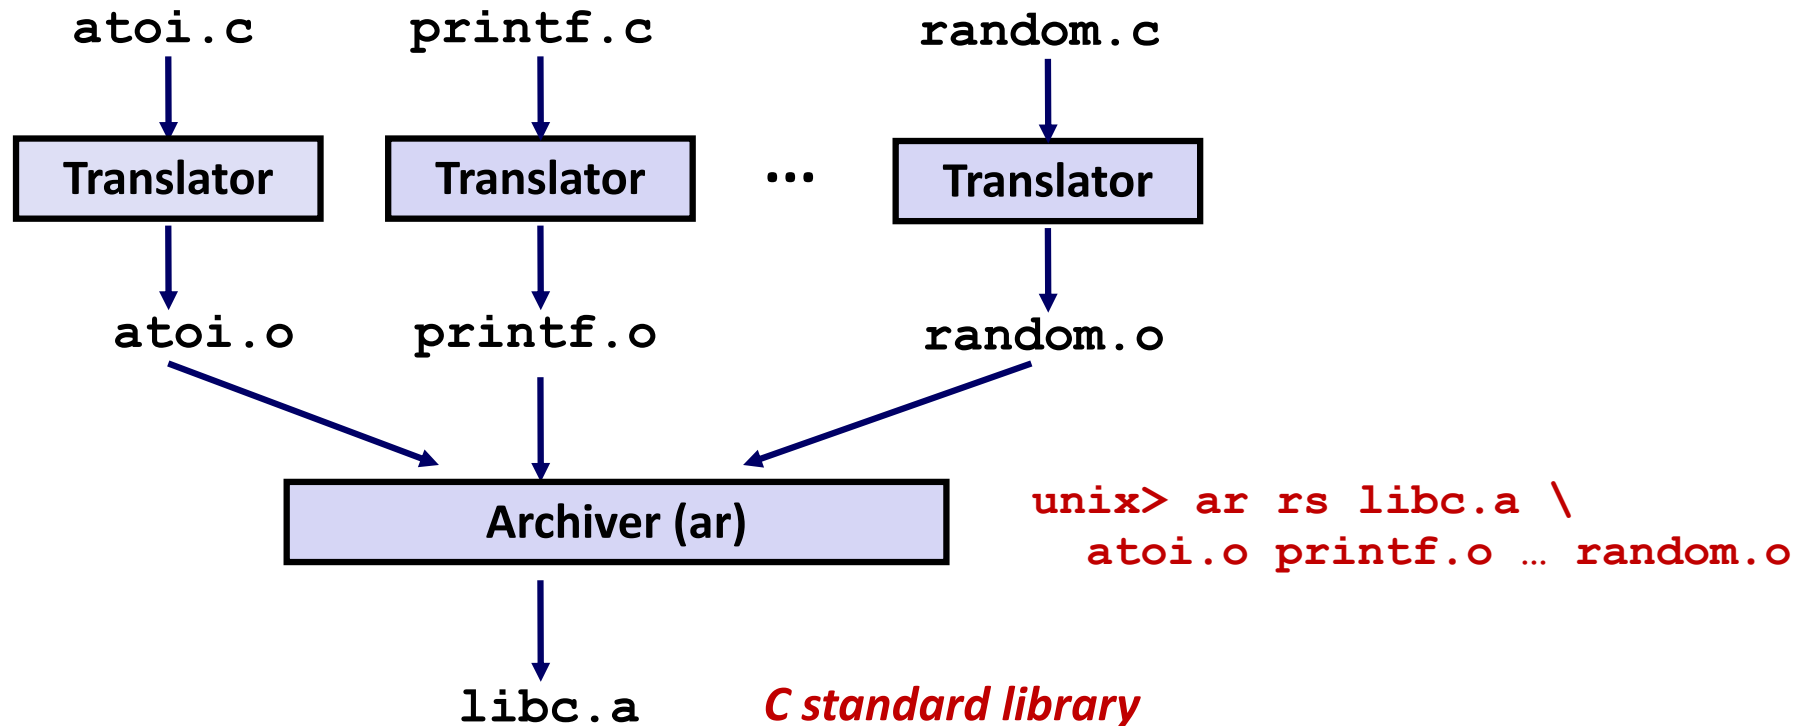 atoi.c printf.c random.c
Translator Translator ... Translator
atoi.o printf.o random.o
Archiver (ar)
unix> ar rs libc.a \
atoi.o printf.o … random.o
libc.a C standard library